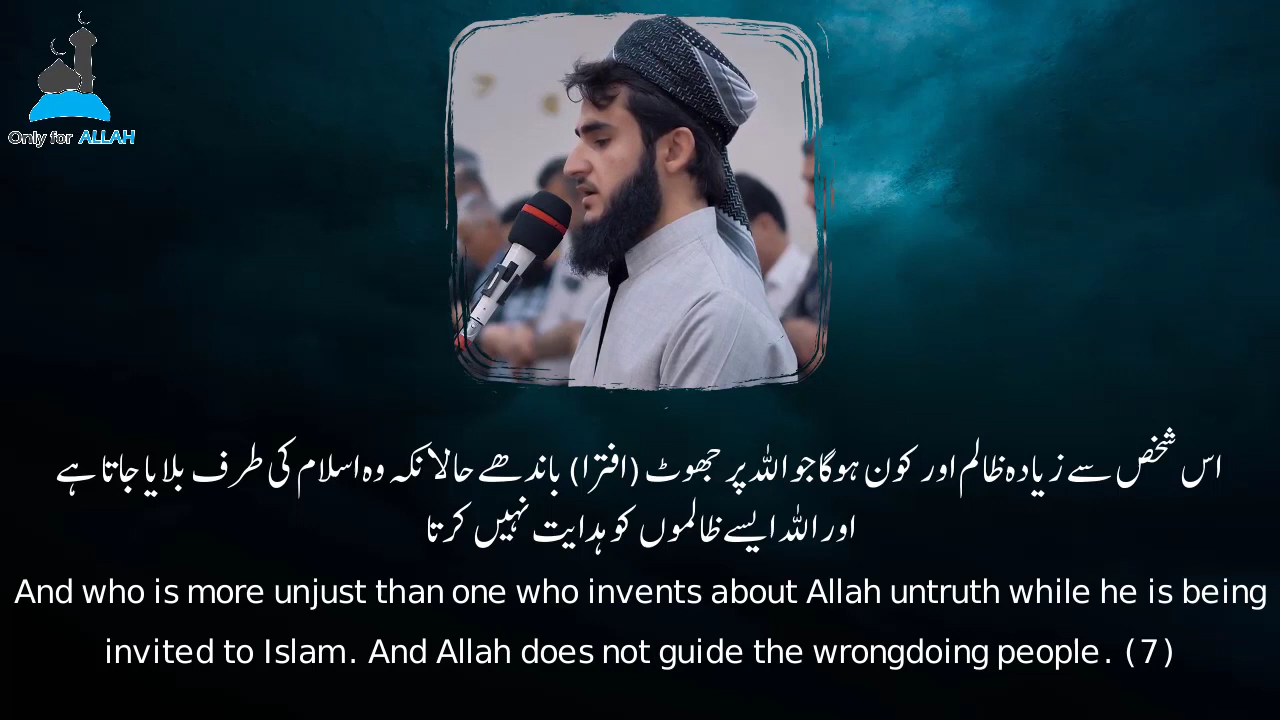 Only for ALLAH
اس شخص سے زیادہ ظالم اور کون ہوگا جو اللہ پر جھوٹ (افترا) باندھے حالانکہ وہ اسلام کی طرف بلایا جاتا ہے
اور اللہ ایسے ظالموں کو ہدایت نہیں کرتا
And who is more unjust than one who invents about Allah untruth while he is being
invited to Islam. And Allah does not guide the wrongdoing people. (7)